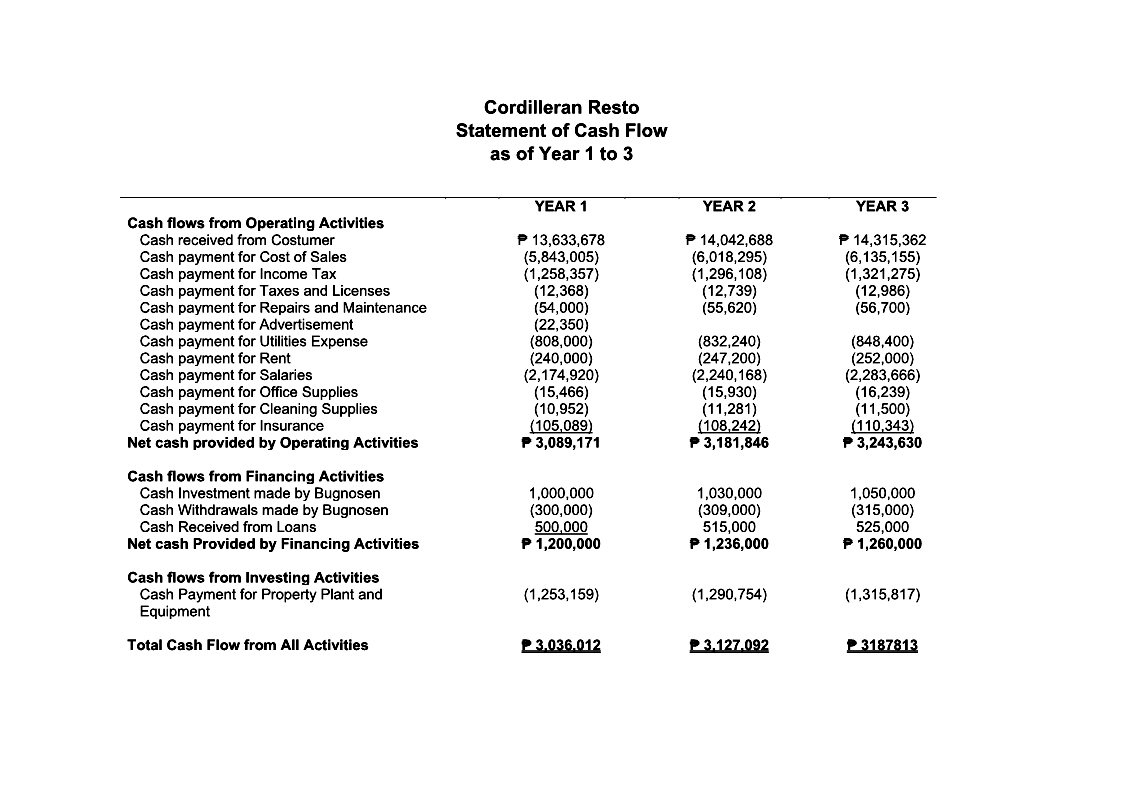 Cordilleran Resto
Statement of Cash Flow
as of Year 1 to 3
YEAR 1 YEAR 2 YEAR 3
Cash flows from Operating Activities
Cash received from Costumer ₱ 13,633,678 ₱ 14,042,688 ₱ 14,315,362
Cash payment for Cost of Sales (5,843,005) (6,018,295) (6,135,155)
Cash payment for Income Tax (1,258,357) (1,296,108) (1,321,275)
Cash payment for Taxes and Licenses (12,368) (12,739) (12,986)
Cash payment for Repairs and Maintenance (54,000) (55,620) (56,700)
Cash payment for Advertisement (22,350)
Cash payment for Utilities Expense (808,000) (832,240) (848,400)
Cash payment for Rent (240,000) (247,200) (252,000)
Cash payment for Salaries (2,174,920) (2,240,168) (2,283,666)
Cash payment for Office Supplies (15,466) (15,930) (16,239)
Cash payment for Cleaning Supplies (10,952) (11,281) (11,500)
Cash payment for Insurance (105,089) (108,242) (110,343)
Net cash provided by Operating Activities ₱ 3,089,171 ₱ 3,181,846 ₱ 3,243,630
Cash flows from Financing Activities
Cash Investment made by Bugnosen 1,000,000 1,030,000 1,050,000
Cash Withdrawals made by Bugnosen (300,000) (309,000) (315,000)
Cash Received from Loans 500,000 515,000 525,000
Net cash Provided by Financing Activities ₱ 1,200,000 ₱ 1,236,000 ₱ 1,260,000
Cash flows from Investing Activities
Cash Payment for Property Plant and (1,253,159) (1,290,754) (1,315,817)
Equipment
Total Cash Flow from All Activities ₱ 3,036,012 ₱ 3,127,092 ₱ 3187813